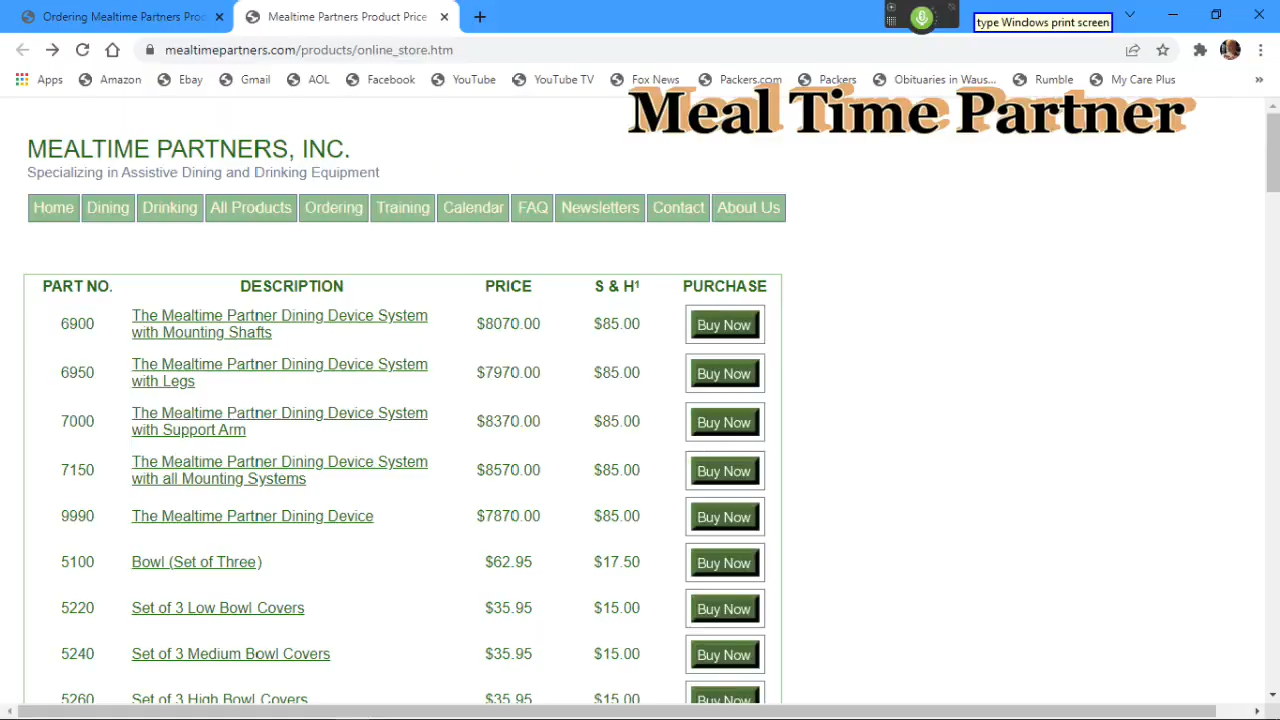 Ordering Mealtime Partners Proc
Mealtime Partners Product Price
type Windows print screen
mealtimepartners.com/products/online_store.htm
Apps Amazon Ebay Gmail AOL Facebook YouTube YouTube TV Fox News Packers.com Packers Obituaries in Waus... Rumble My Care Plus »
Meal Time Partner
MEALTIME PARTNERS, INC.
Specializing in Assistive Dining and Drinking Equipment
Home Dining Drinking All Products Ordering Training Calendar FAQ Newsletters Contact About Us
PART NO. DESCRIPTION PRICE S & H¹ PURCHASE
6900 The Mealtime Partner Dining Device System $8070.00 $85.00 Buy Now
with Mounting Shafts
6950 The Mealtime Partner Dining Device System $7970.00 $85.00 Buy Now
with Legs
7000 The Mealtime Partner Dining Device System $8370.00 $85.00 Buy Now
with Support Arm
7150 The Mealtime Partner Dining Device System $8570.00 $85.00 Buy Now
with all Mounting Systems
9990 The Mealtime Partner Dining Device $7870.00 $85.00 Buy Now
5100 Bowl (Set of Three) $62.95 $17.50 Buy Now
5220 Set of 3 Low Bowl Covers $35.95 $15.00 Buy Now
5240 Set of 3 Medium Bowl Covers $35.95 $15.00 Buy Now
5260 Set of 3 High Bowl Covers $35.95 $15.00 Buy Now